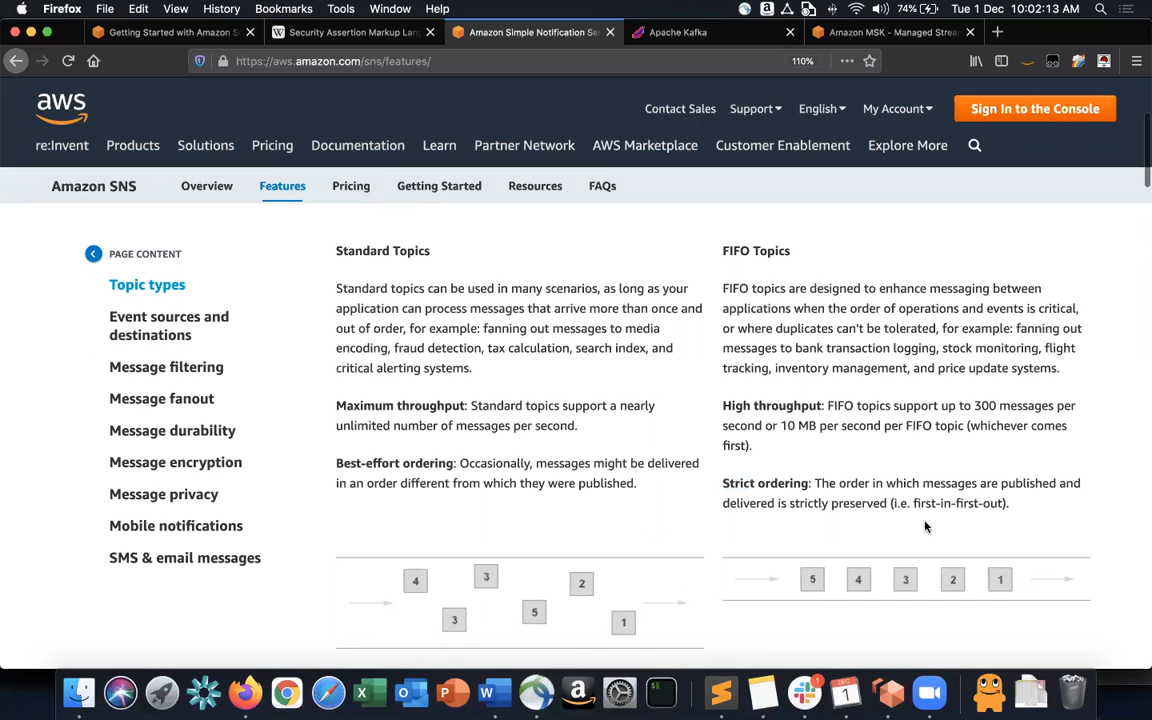 Firefox File Edit View History Bookmarks Tools Window Help 74% Tue 1 Dec 10:02:13 AM
Getting Started with Amazon S Security Assertion Markup Lan Amazon Simple Notification Se Apache Kafka Amazon MSK - Managed Strea
https://aws.amazon.com/sns/features/ 110%
aws
Contact Sales Support English My Account Sign In to the Console
re:Invent Products Solutions Pricing Documentation Learn Partner Network AWS Marketplace Customer Enablement Explore More
Amazon SNS Overview Features Pricing Getting Started Resources FAQs
PAGE CONTENT
Topic types
Event sources and
destinations
Message filtering
Message fanout
Message durability
Message encryption
Message privacy
Mobile notifications
SMS & email messages
Standard Topics
Standard topics can be used in many scenarios, as long as your
application can process messages that arrive more than once and
out of order, for example: fanning out messages to media
encoding, fraud detection, tax calculation, search index, and
critical alerting systems.
Maximum throughput: Standard topics support a nearly
unlimited number of messages per second.
Best-effort ordering: Occasionally, messages might be delivered
in an order different from which they were published.
4 3 2
3 5 1
FIFO Topics
FIFO topics are designed to enhance messaging between
applications when the order of operations and events is critical,
or where duplicates can't be tolerated, for example: fanning out
messages to bank transaction logging, stock monitoring, flight
tracking, inventory management, and price update systems.
High throughput: FIFO topics support up to 300 messages per
second or 10 MB per second per FIFO topic (whichever comes
first).
Strict ordering: The order in which messages are published and
delivered is strictly preserved (i.e. first-in-first-out).
5 4 3 2 1